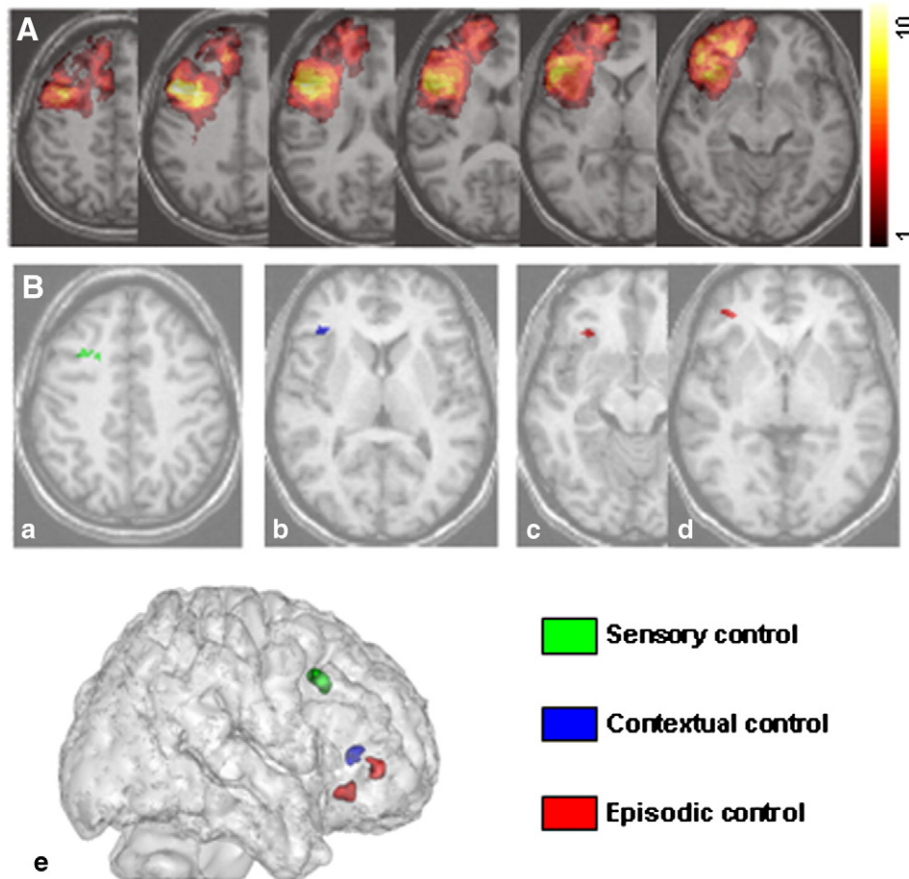 A
10
1
B
a
b
c
d
Sensory control
Contextual control
Episodic control
e